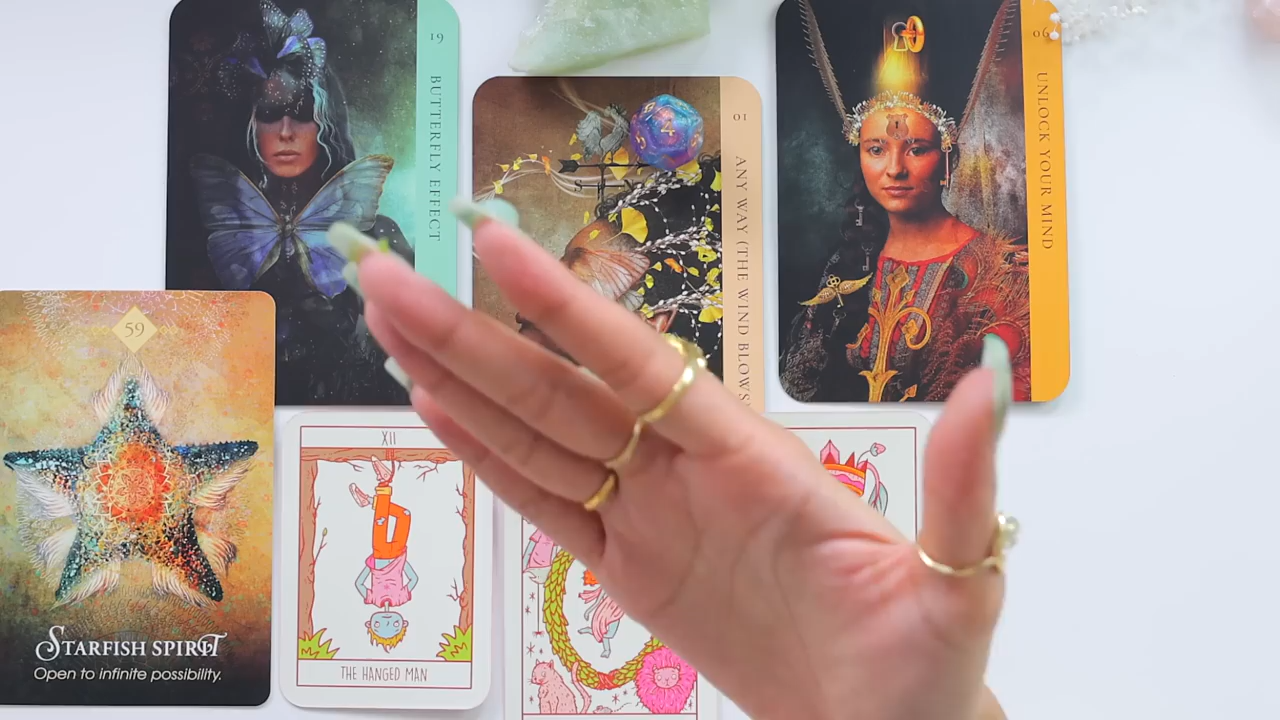 19
BUTTERFLY EFFECT
01
ANY WAY (THE WIND BLOWS
06
UNLOCK YOUR MIND
4
59
STARFISH SPIRIT
Open to infinite possibility.
XII
THE HANGED MAN